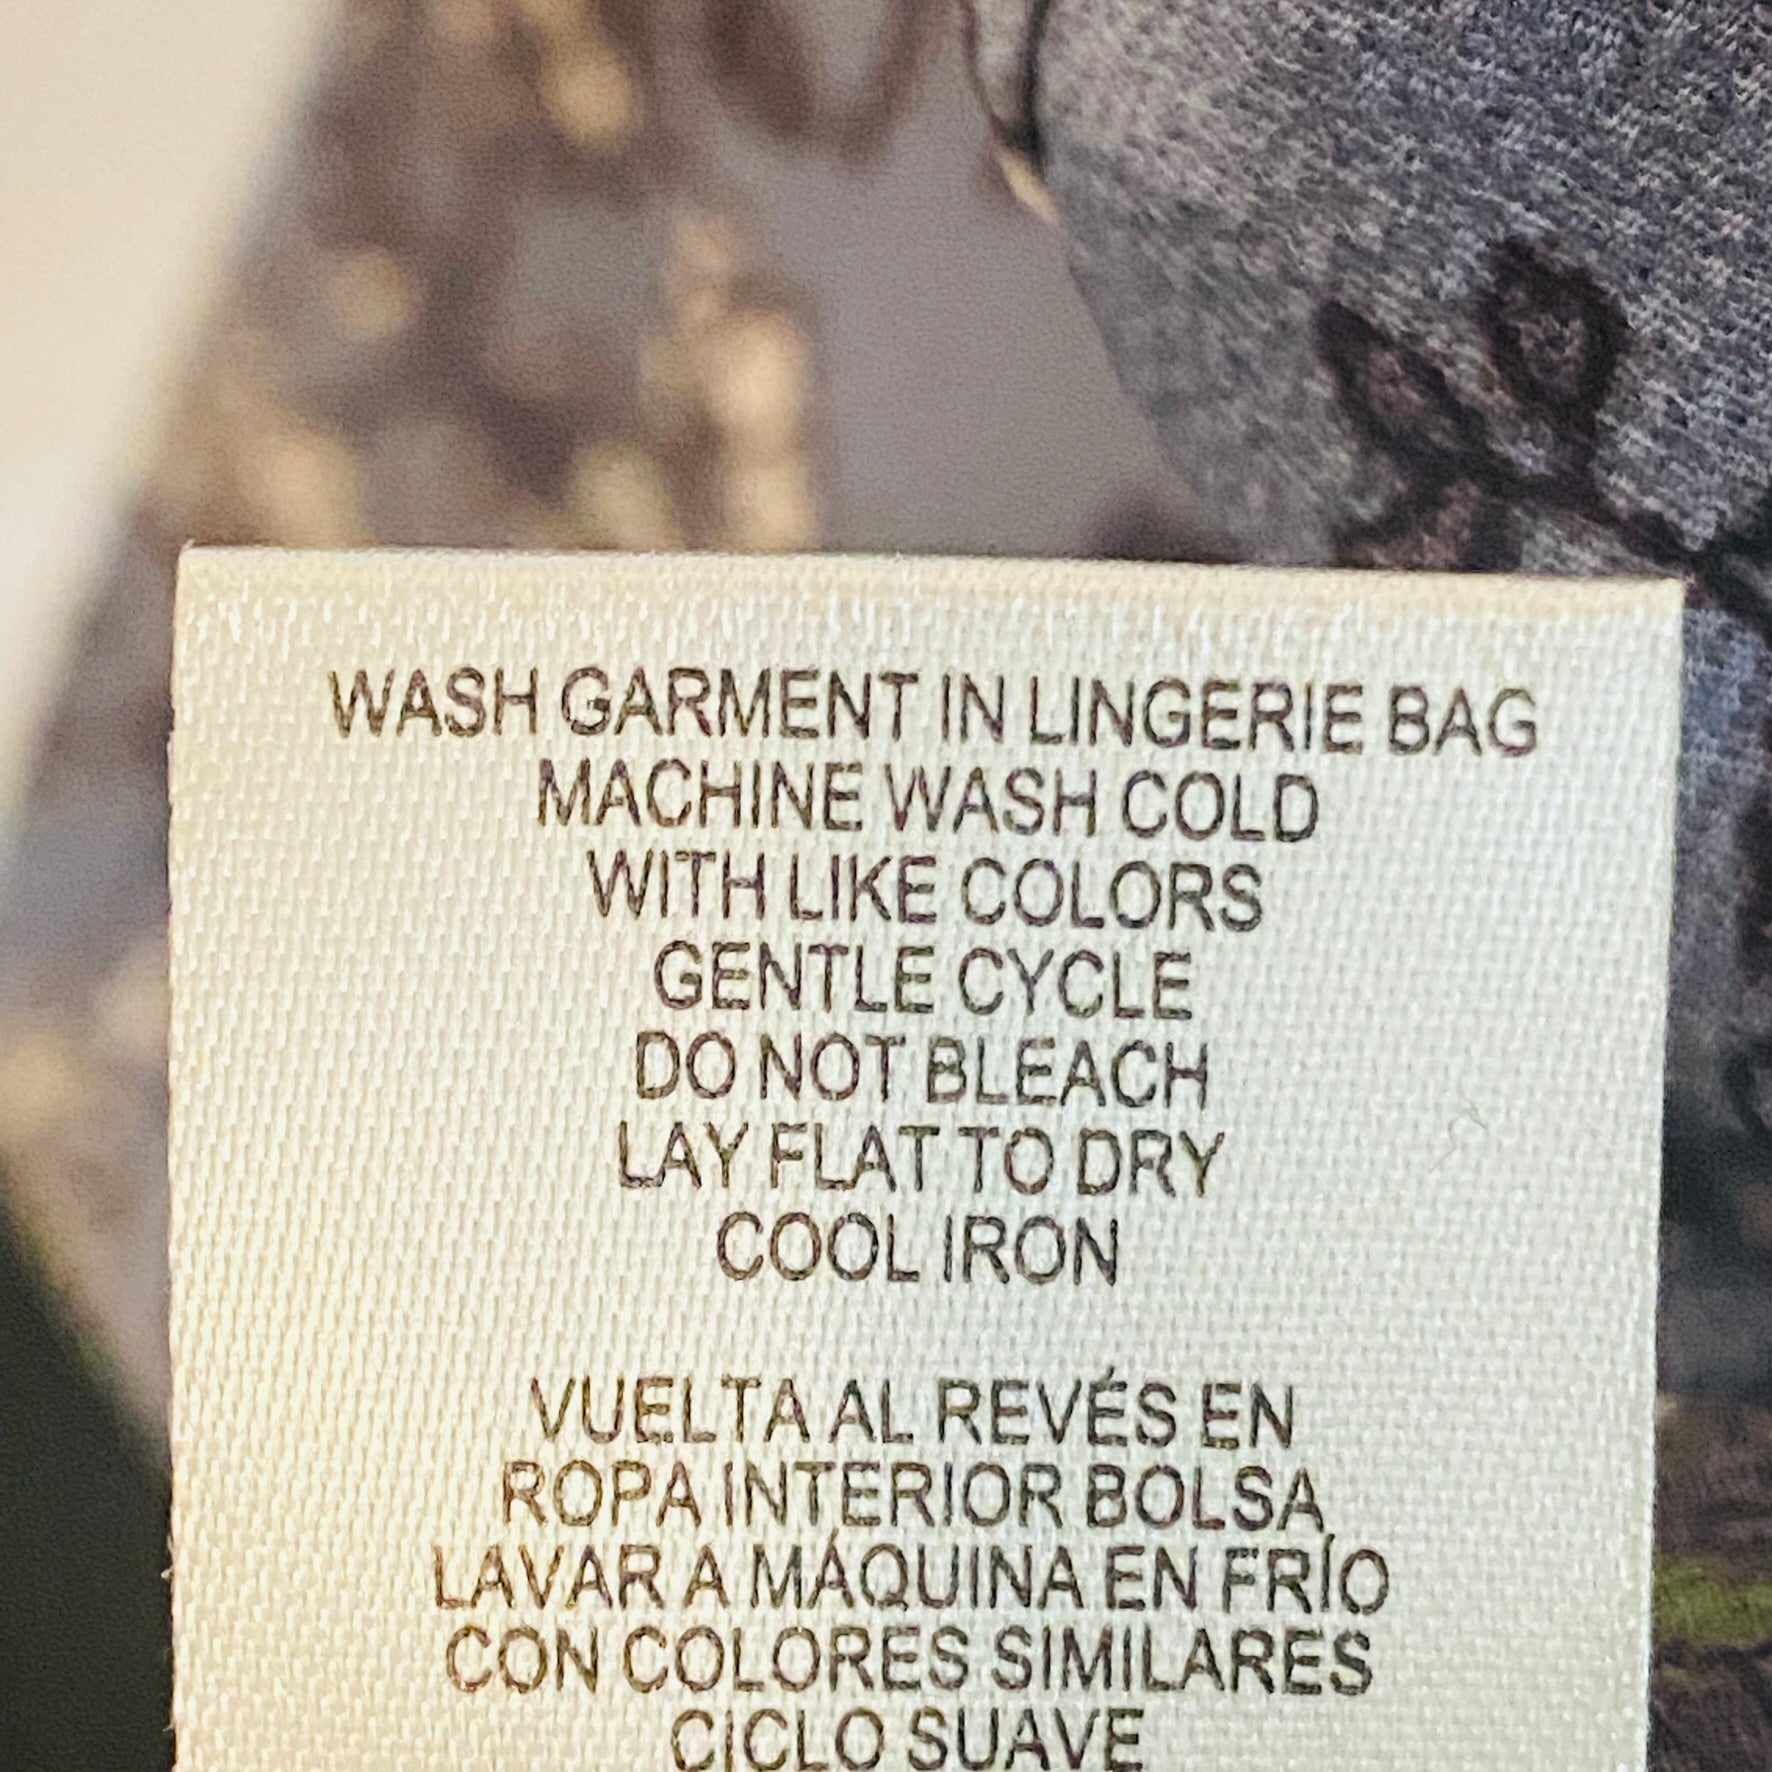 WASH GARMENT IN LINGERIE BAG
MACHINE WASH COLD
WITH LIKE COLORS
GENTLE CYCLE
DO NOT BLEACH
LAY FLAT TO DRY
COOL IRON
VUELTA AL REVÉS EN
ROPA INTERIOR BOLSA
LAVAR A MÁQUINA EN FRÍO
CON COLORES SIMILARES
CICLO SUAVE